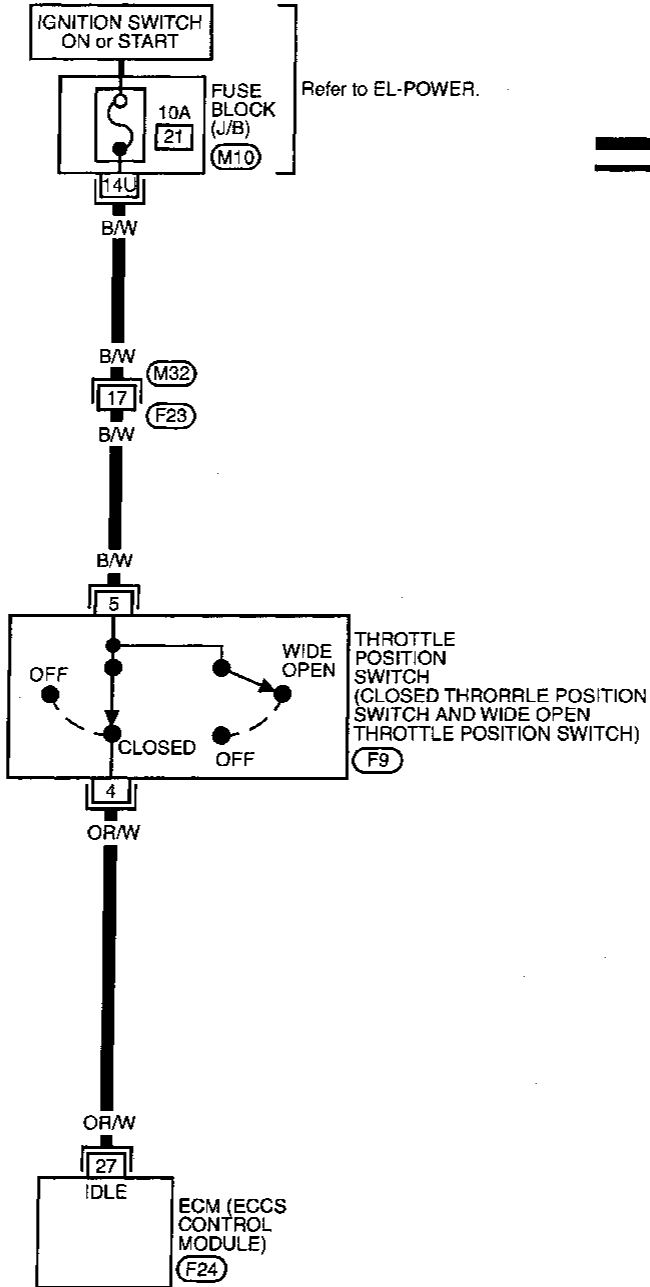 IGNITION SWITCH
ON or START
Refer to EL-POWER.
FUSE
BLOCK
(J/B)
10A
21
M10
14U
B/W
B/W
M32
17
F23
B/W
B/W
5
THROTTLE
POSITION
SWITCH
(CLOSED THRORRLE POSITION
SWITCH AND WIDE OPEN
THROTTLE POSITION SWITCH)
F9
WIDE
OPEN
OFF
CLOSED
OFF
4
OR/W
OR/W
27
IDLE
ECM (ECCS
CONTROL
MODULE)
F24